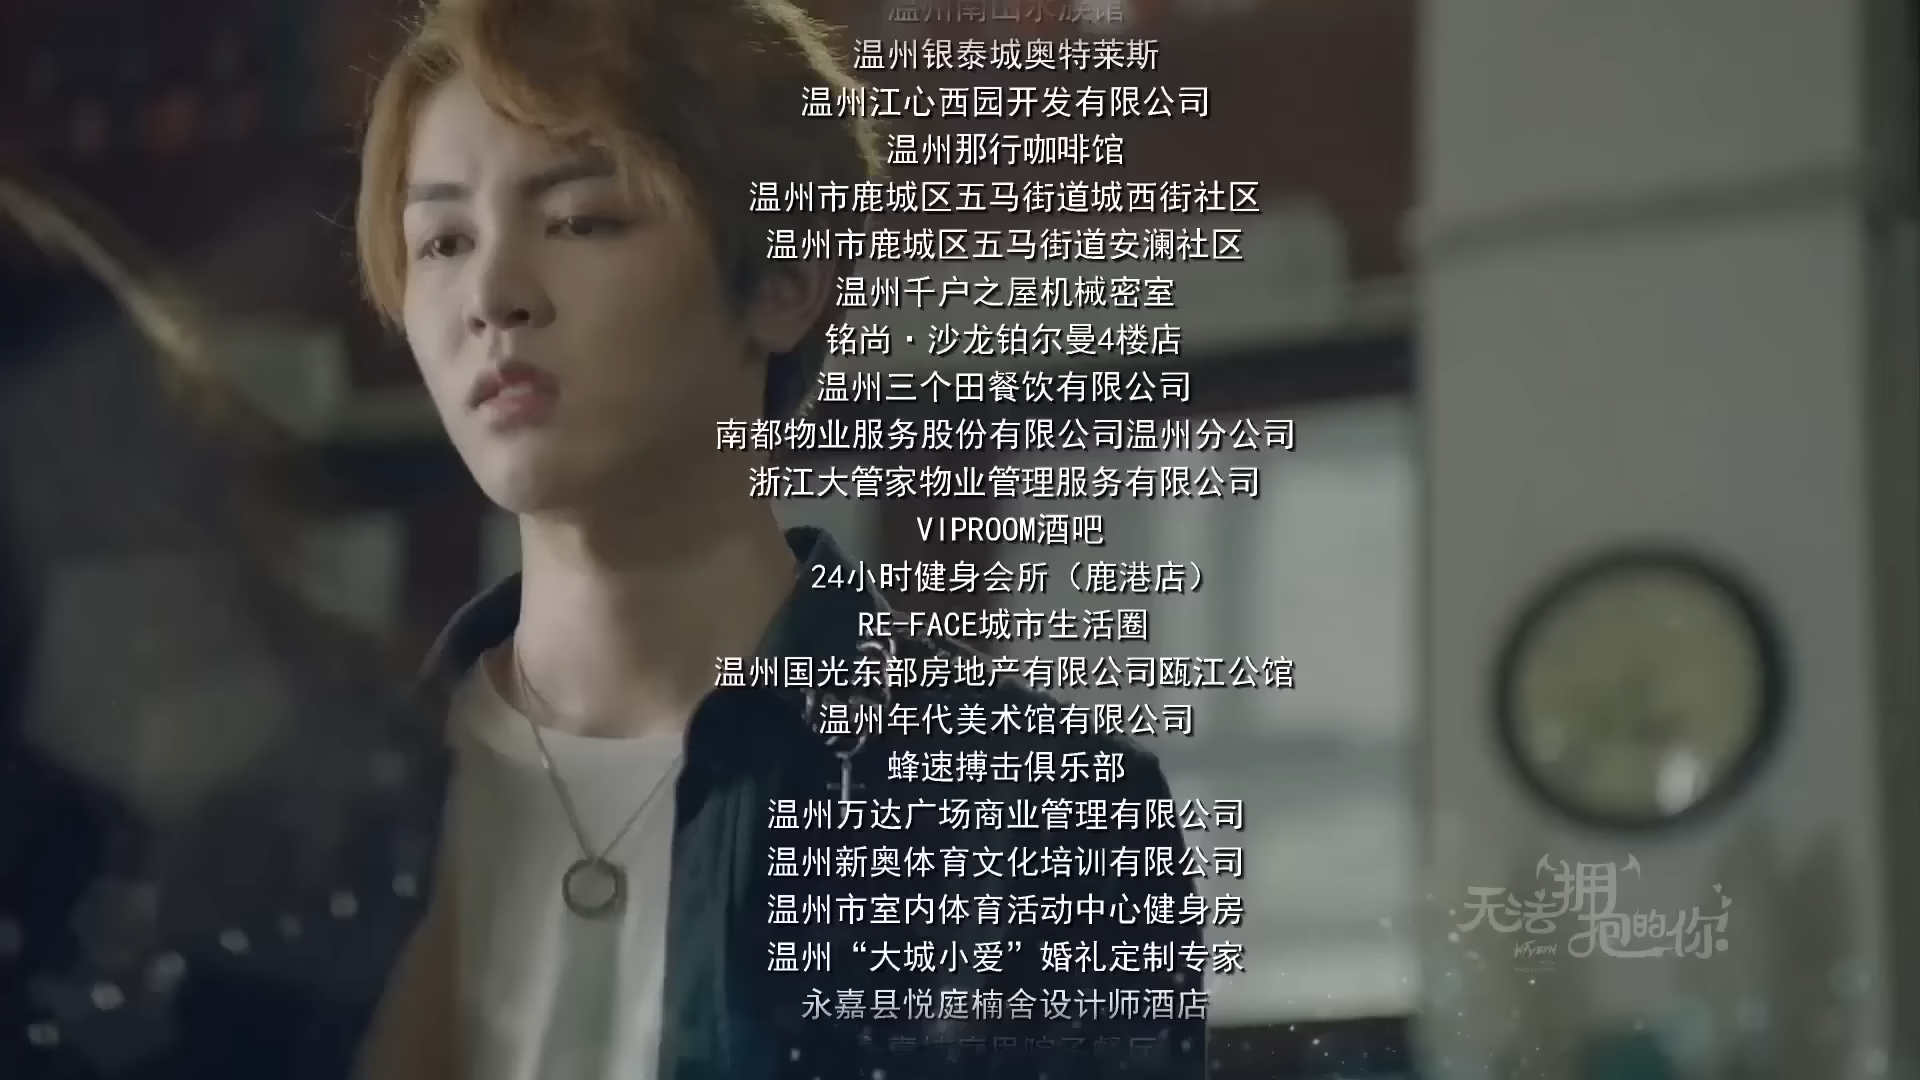 温州南山水族馆
温州银泰城奥特莱斯
温州江心西园开发有限公司
温州那行咖啡馆
温州市鹿城区五马街道城西街社区
温州市鹿城区五马街道安澜社区
温州千户之屋机械密室
铭尚·沙龙铂尔曼4楼店
温州三个田餐饮有限公司
南都物业服务股份有限公司温州分公司
浙江大管家物业管理服务有限公司
VIPROOM酒吧
24小时健身会所（鹿港店）
RE-FACE城市生活圈
温州国光东部房地产有限公司瓯江公馆
温州年代美术馆有限公司
蜂速搏击俱乐部
温州万达广场商业管理有限公司
温州新奥体育文化培训有限公司
温州市室内体育活动中心健身房
温州“大城小爱”婚礼定制专家
永嘉县悦庭楠舍设计师酒店
无法拥抱的你